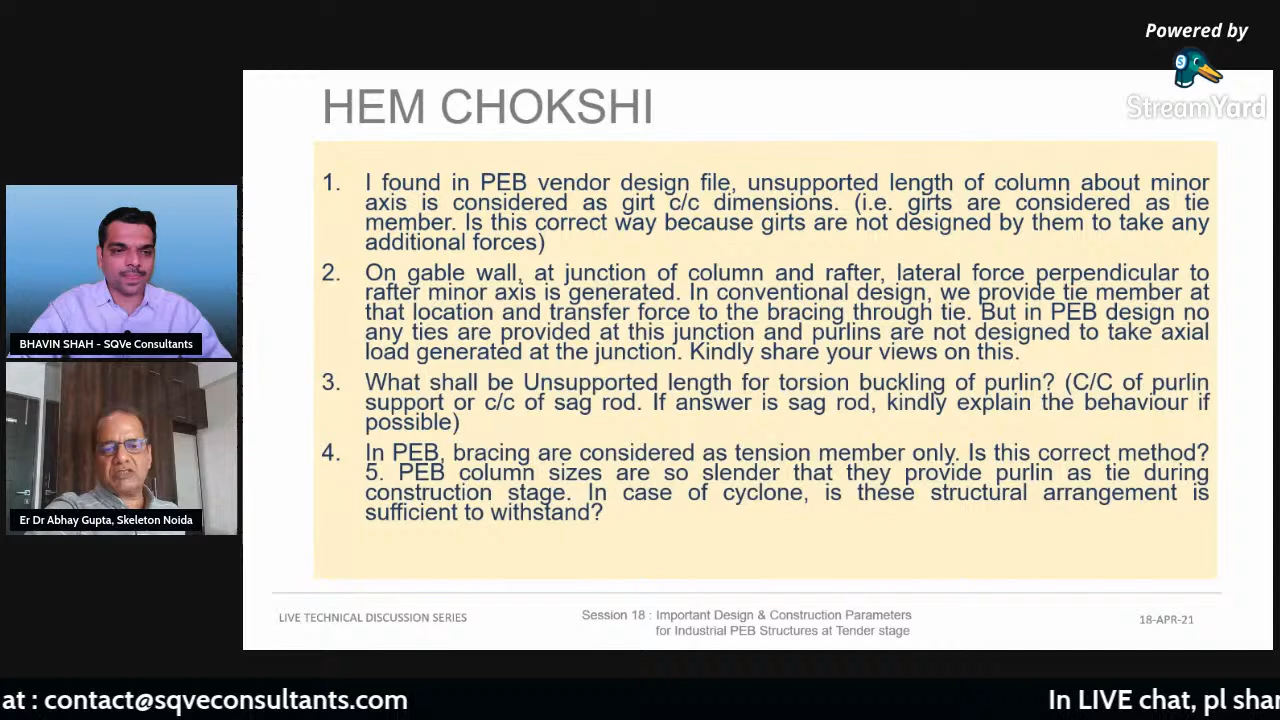 Powered by
StreamYard
HEM CHOKSHI
1. I found in PEB vendor design file, unsupported length of column about minor
axis is considered as girt c/c dimensions. (i.e. girts are considered as tie
member. Is this correct way because girts are not designed by them to take any
additional forces)
2. On gable wall, at junction of column and rafter, lateral force perpendicular to
rafter minor axis is generated. In conventional design, we provide tie member at
that location and transfer force to the bracing through tie. But in PEB design no
any ties are provided at this junction and purlins are not designed to take axial
load generated at the junction. Kindly share your views on this.
3. What shall be Unsupported length for torsion buckling of purlin? (C/C of purlin
support or c/c of sag rod. If answer is sag rod, kindly explain the behaviour if
possible)
4. In PEB, bracing are considered as tension member only. Is this correct method?
5. PEB column sizes are so slender that they provide purlin as tie during
construction stage. In case of cyclone, is these structural arrangement is
sufficient to withstand?
BHAVIN SHAH - SQVe Consultants
Er Dr Abhay Gupta, Skeleton Noida
LIVE TECHNICAL DISCUSSION SERIES
Session 18 : Important Design & Construction Parameters
for Industrial PEB Structures at Tender stage
18-APR-21
at : contact@sqveconsultants.com
In LIVE chat, pl shar